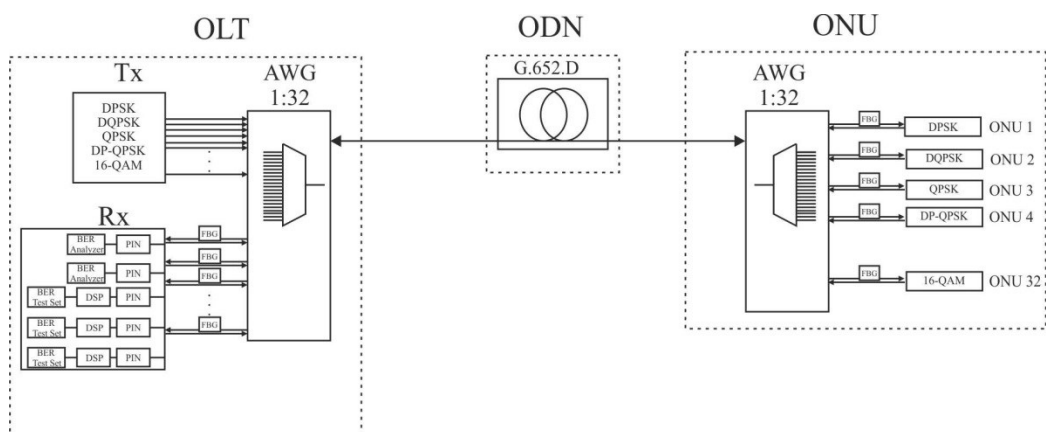 OLT
ODN
ONU
Tx
DPSK
DQPSK
QPSK
DP-QPSK
16-QAM
AWG
1:32
G.652.D
AWG
1:32
FBG
DPSK
ONU 1
FBG
DQPSK
ONU 2
FBG
QPSK
ONU 3
FBG
DP-QPSK
ONU 4
FBG
16-QAM
ONU 32
Rx
BER
Analyzer
PIN
FBG
BER
Analyzer
PIN
FBG
BER
Test Set
DSP
PIN
FBG
BER
Test Set
DSP
PIN
FBG
BER
Test Set
DSP
PIN